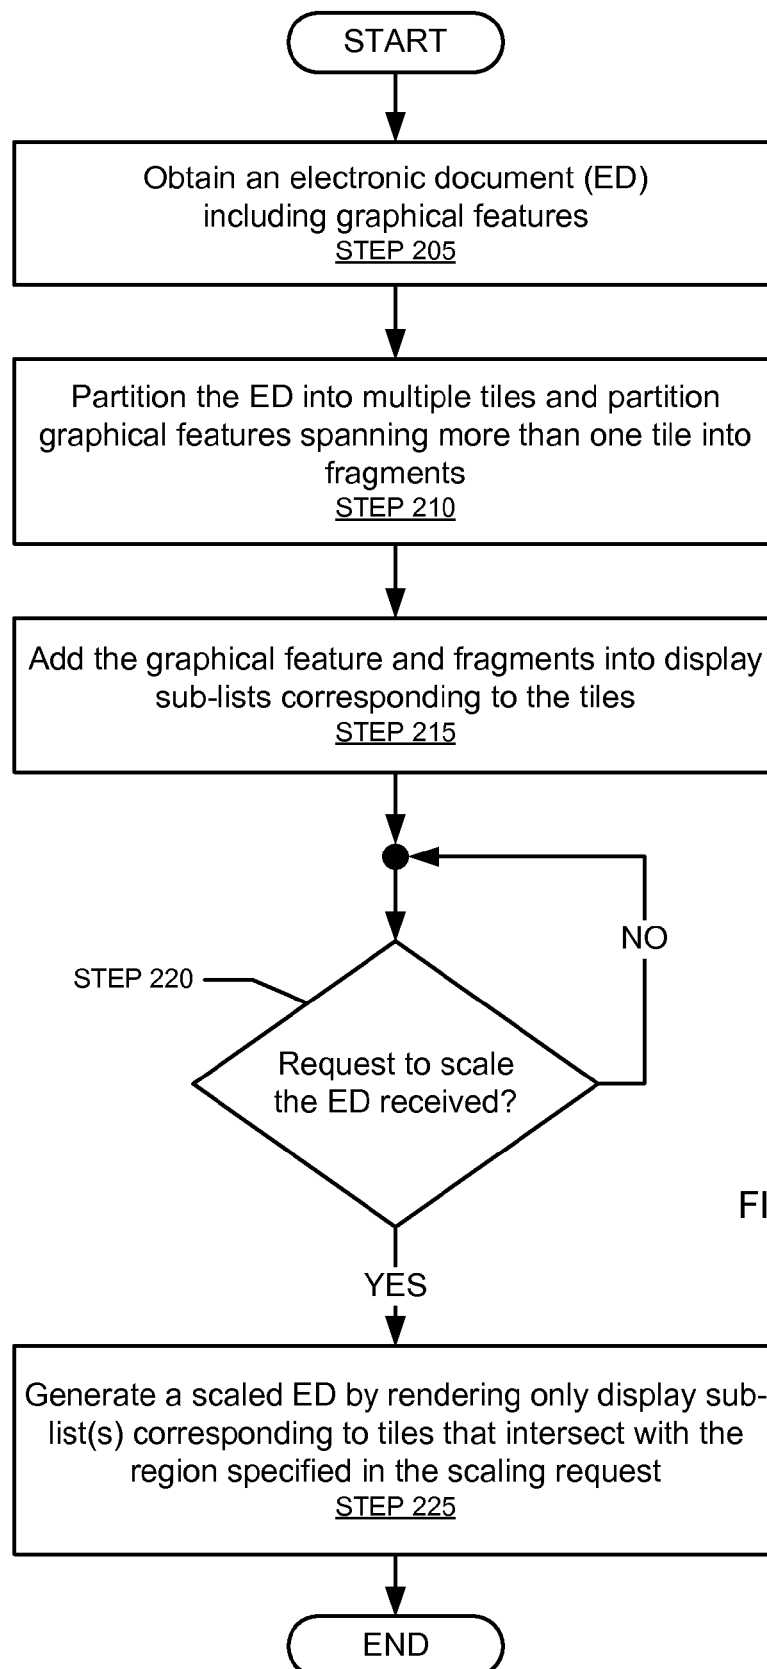 START
Obtain an electronic document (ED)
including graphical features
STEP 205
Partition the ED into multiple tiles and partition
graphical features spanning more than one tile into
fragments
STEP 210
Add the graphical feature and fragments into display
sub-lists corresponding to the tiles
STEP 215
NO
STEP 220
Request to scale
the ED received?
FI
YES
Generate a scaled ED by rendering only display sub-
list(s) corresponding to tiles that intersect with the
region specified in the scaling request
STEP 225
END